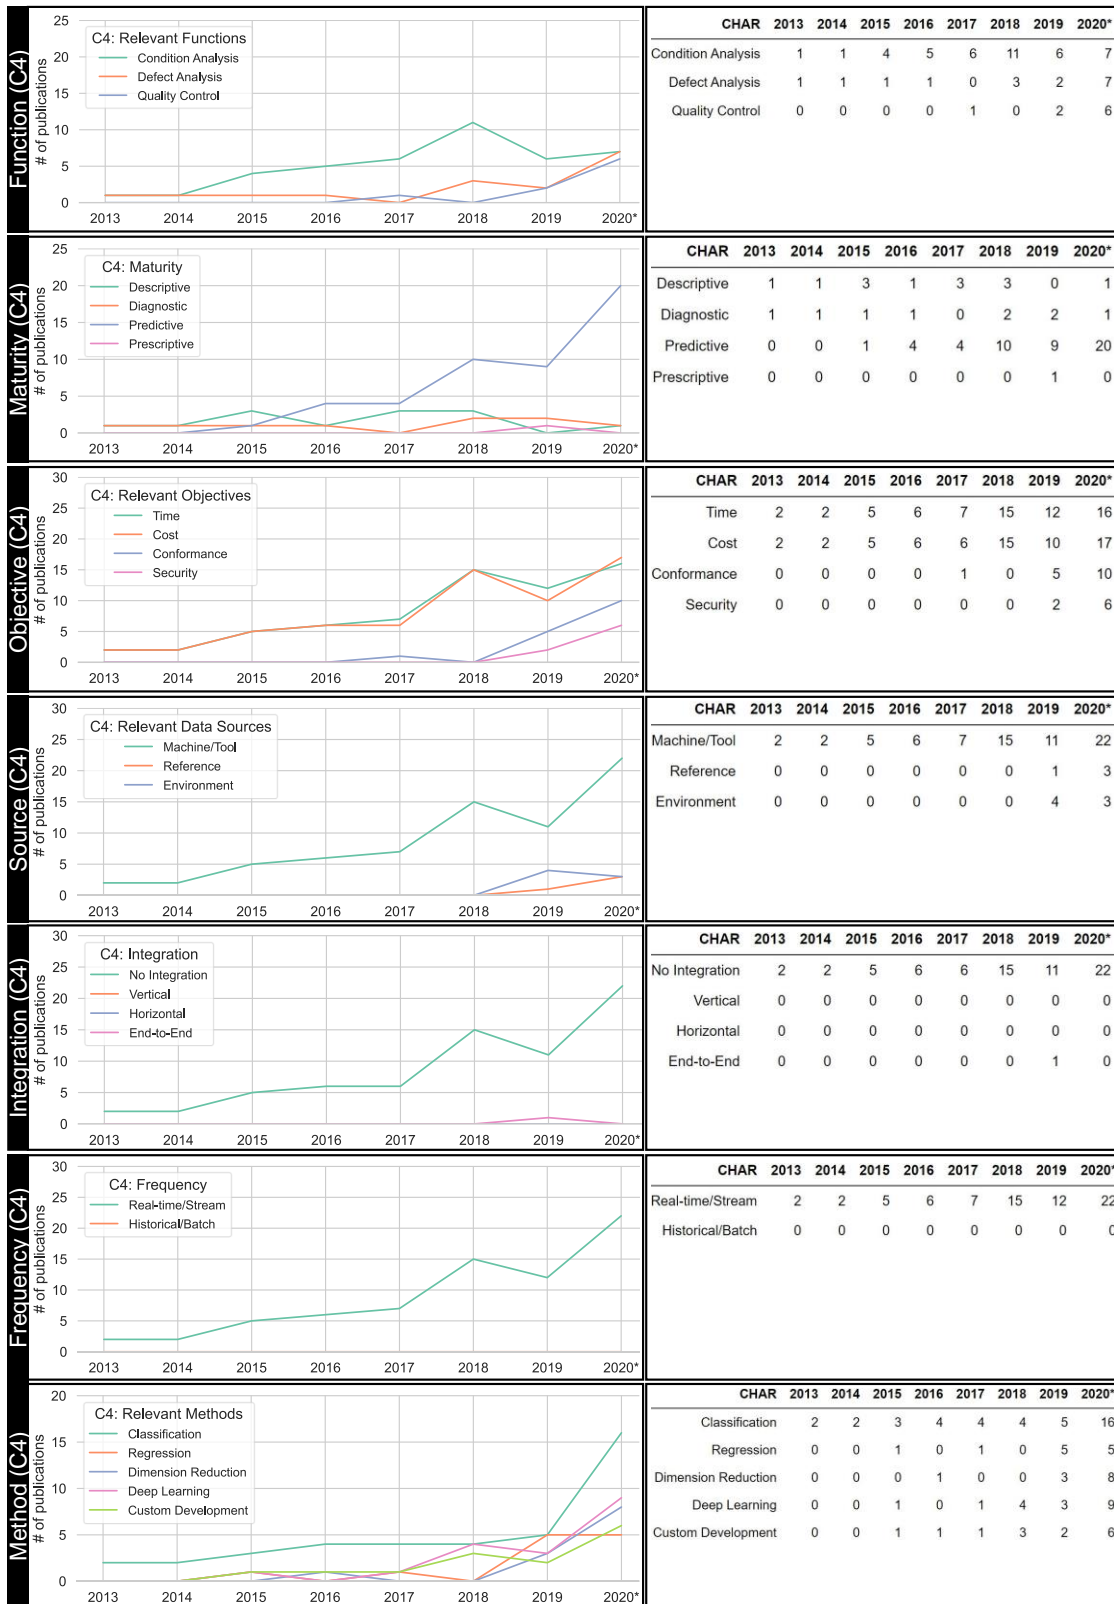 Function (C4)
# of publications
25
20
15
10
5
0
C4: Relevant Functions
Condition Analysis
Defect Analysis
Quality Control
2013 2014 2015 2016 2017 2018 2019 2020*
CHAR 2013 2014 2015 2016 2017 2018 2019 2020*
Condition Analysis 1 1 4 5 6 11 6 7
Defect Analysis 1 1 1 1 0 3 2 7
Quality Control 0 0 0 0 1 0 2 6
Maturity (C4)
# of publications
25
20
15
10
5
0
C4: Maturity
Descriptive
Diagnostic
Predictive
Prescriptive
2013 2014 2015 2016 2017 2018 2019 2020*
CHAR 2013 2014 2015 2016 2017 2018 2019 2020*
Descriptive 1 1 3 1 3 3 0 1
Diagnostic 1 1 1 1 0 2 2 1
Predictive 0 0 1 4 4 10 9 20
Prescriptive 0 0 0 0 0 0 1 0
Objective (C4)
# of publications
30
25
20
15
10
5
0
C4: Relevant Objectives
Time
Cost
Conformance
Security
2013 2014 2015 2016 2017 2018 2019 2020*
CHAR 2013 2014 2015 2016 2017 2018 2019 2020*
Time 2 2 5 6 7 15 12 16
Cost 2 2 5 6 6 15 10 17
Conformance 0 0 0 0 1 0 5 10
Security 0 0 0 0 0 0 2 6
Source (C4)
# of publications
30
25
20
15
10
5
0
C4: Relevant Data Sources
Machine/Tool
Reference
Environment
2013 2014 2015 2016 2017 2018 2019 2020*
CHAR 2013 2014 2015 2016 2017 2018 2019 2020*
Machine/Tool 2 2 5 6 7 15 11 22
Reference 0 0 0 0 0 0 1 3
Environment 0 0 0 0 0 0 4 3
Integration (C4)
# of publications
30
25
20
15
10
5
0
C4: Integration
No Integration
Vertical
Horizontal
End-to-End
2013 2014 2015 2016 2017 2018 2019 2020*
CHAR 2013 2014 2015 2016 2017 2018 2019 2020*
No Integration 2 2 5 6 6 15 11 22
Vertical 0 0 0 0 0 0 0 0
Horizontal 0 0 0 0 0 0 0 0
End-to-End 0 0 0 0 0 0 1 0
Frequency (C4)
# of publications
30
25
20
15
10
5
0
C4: Frequency
Real-time/Stream
Historical/Batch
2013 2014 2015 2016 2017 2018 2019 2020*
CHAR 2013 2014 2015 2016 2017 2018 2019 2020*
Real-time/Stream 2 2 5 6 7 15 12 22
Historical/Batch 0 0 0 0 0 0 0 0
Method (C4)
# of publications
20
15
10
5
0
C4: Relevant Methods
Classification
Regression
Dimension Reduction
Deep Learning
Custom Development
2013 2014 2015 2016 2017 2018 2019 2020*
CHAR 2013 2014 2015 2016 2017 2018 2019 2020*
Classification 2 2 3 4 4 4 5 16
Regression 0 0 1 0 1 0 5 5
Dimension Reduction 0 0 0 1 0 0 3 8
Deep Learning 0 0 1 0 1 4 3 9
Custom Development 0 0 1 1 1 3 2 6